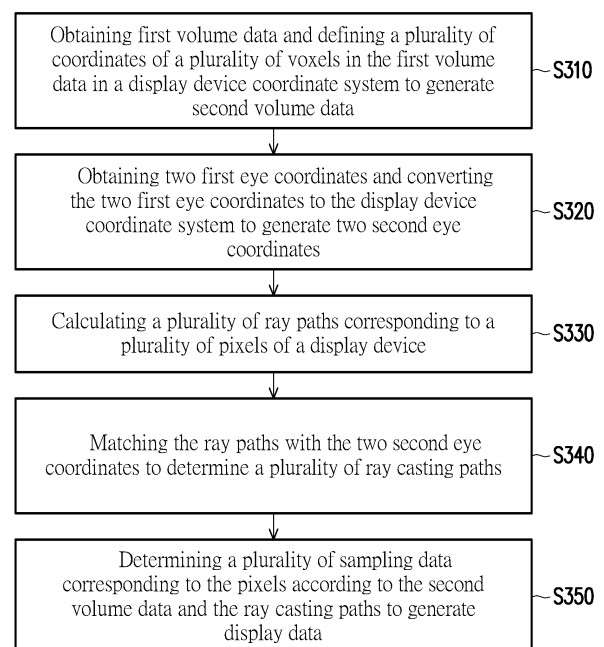 Obtaining first volume data and defining a plurality of
coordinates of a plurality of voxels in the first volume
data in a display device coordinate system to generate
second volume data
S310
Obtaining two first eye coordinates and converting
the two first eye coordinates to the display device
coordinate system to generate two second eye
coordinates
S320
Calculating a plurality of ray paths corresponding to a
plurality of pixels of a display device
S330
Matching the ray paths with the two second eye
coordinates to determine a plurality of ray casting paths
S340
Determining a plurality of sampling data
corresponding to the pixels according to the second
volume data and the ray casting paths to generate
display data
S350